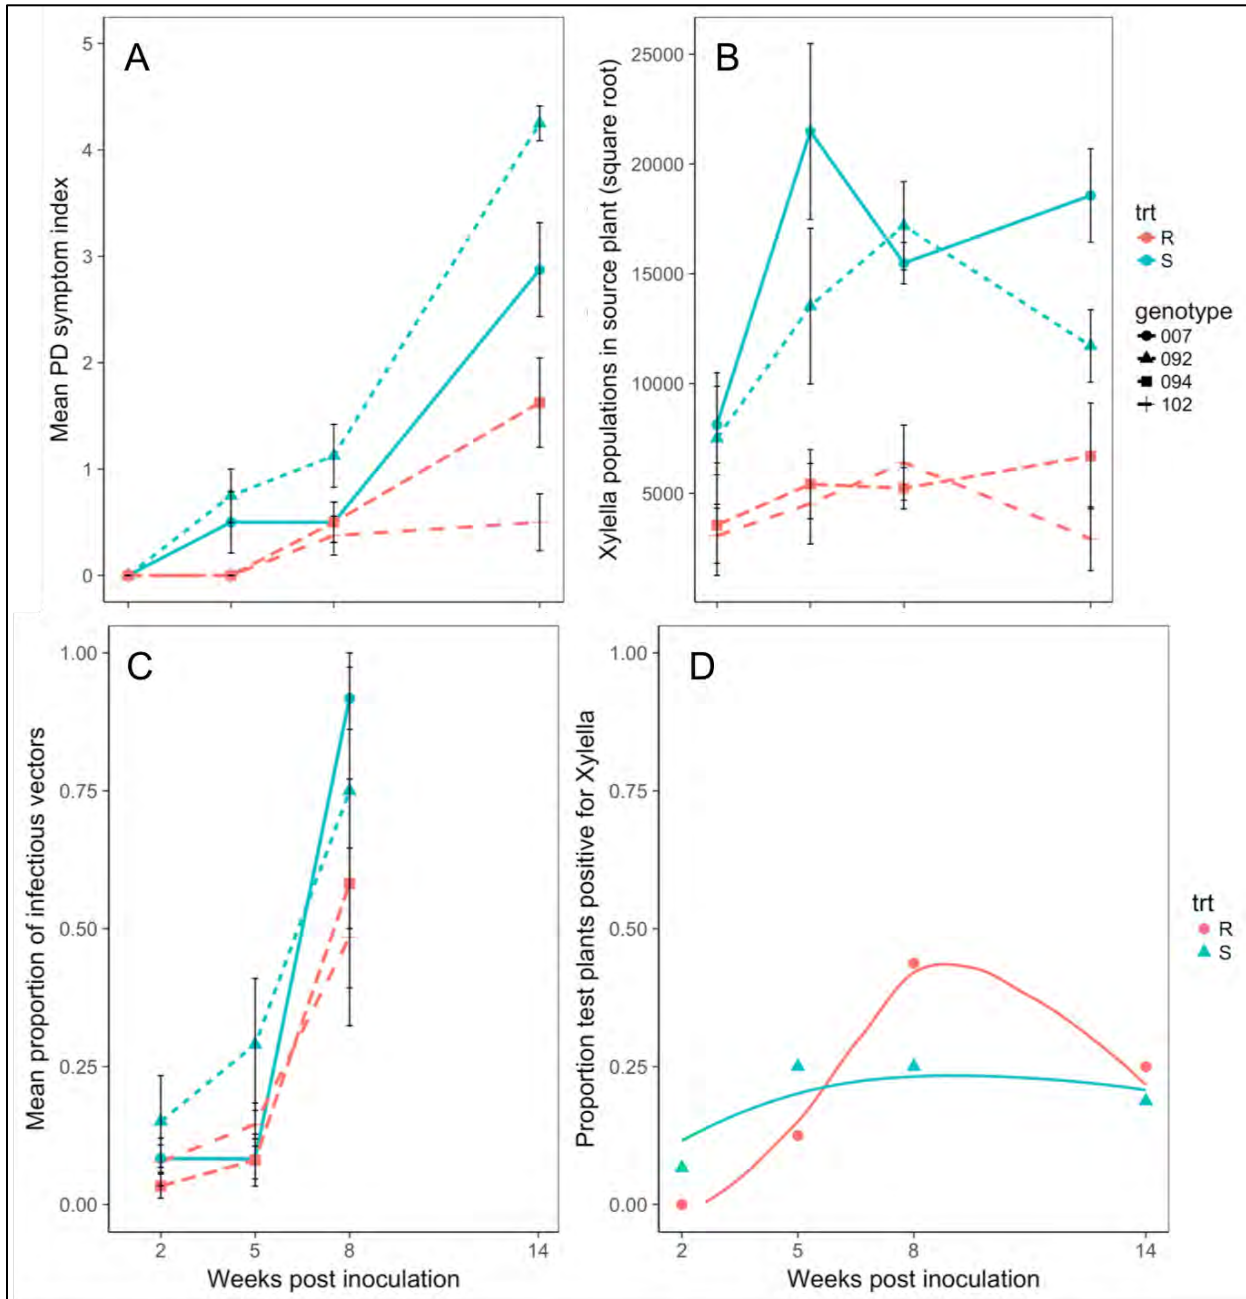 A
Mean PD symptom index
5
4
3
2
1
0
B
Xylella populations in source plant (square root)
25000
20000
15000
10000
5000
trt
R
S
genotype
007
092
094
102
C
Mean proportion of infectious vectors
1.00
0.75
0.50
0.25
0.00
2
5
8
14
Weeks post inoculation
D
Proportion test plants positive for Xylella
1.00
0.75
0.50
0.25
0.00
2
5
8
14
Weeks post inoculation
trt
R
S